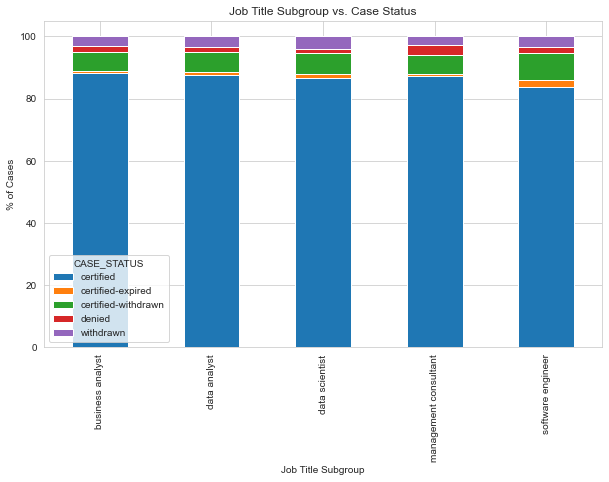 Job Title Subgroup vs. Case Status
% of Cases
100
80
60
40
20
0
CASE_STATUS
certified
certified-expired
certified-withdrawn
denied
withdrawn
business analyst
data analyst
data scientist
management consultant
software engineer
Job Title Subgroup